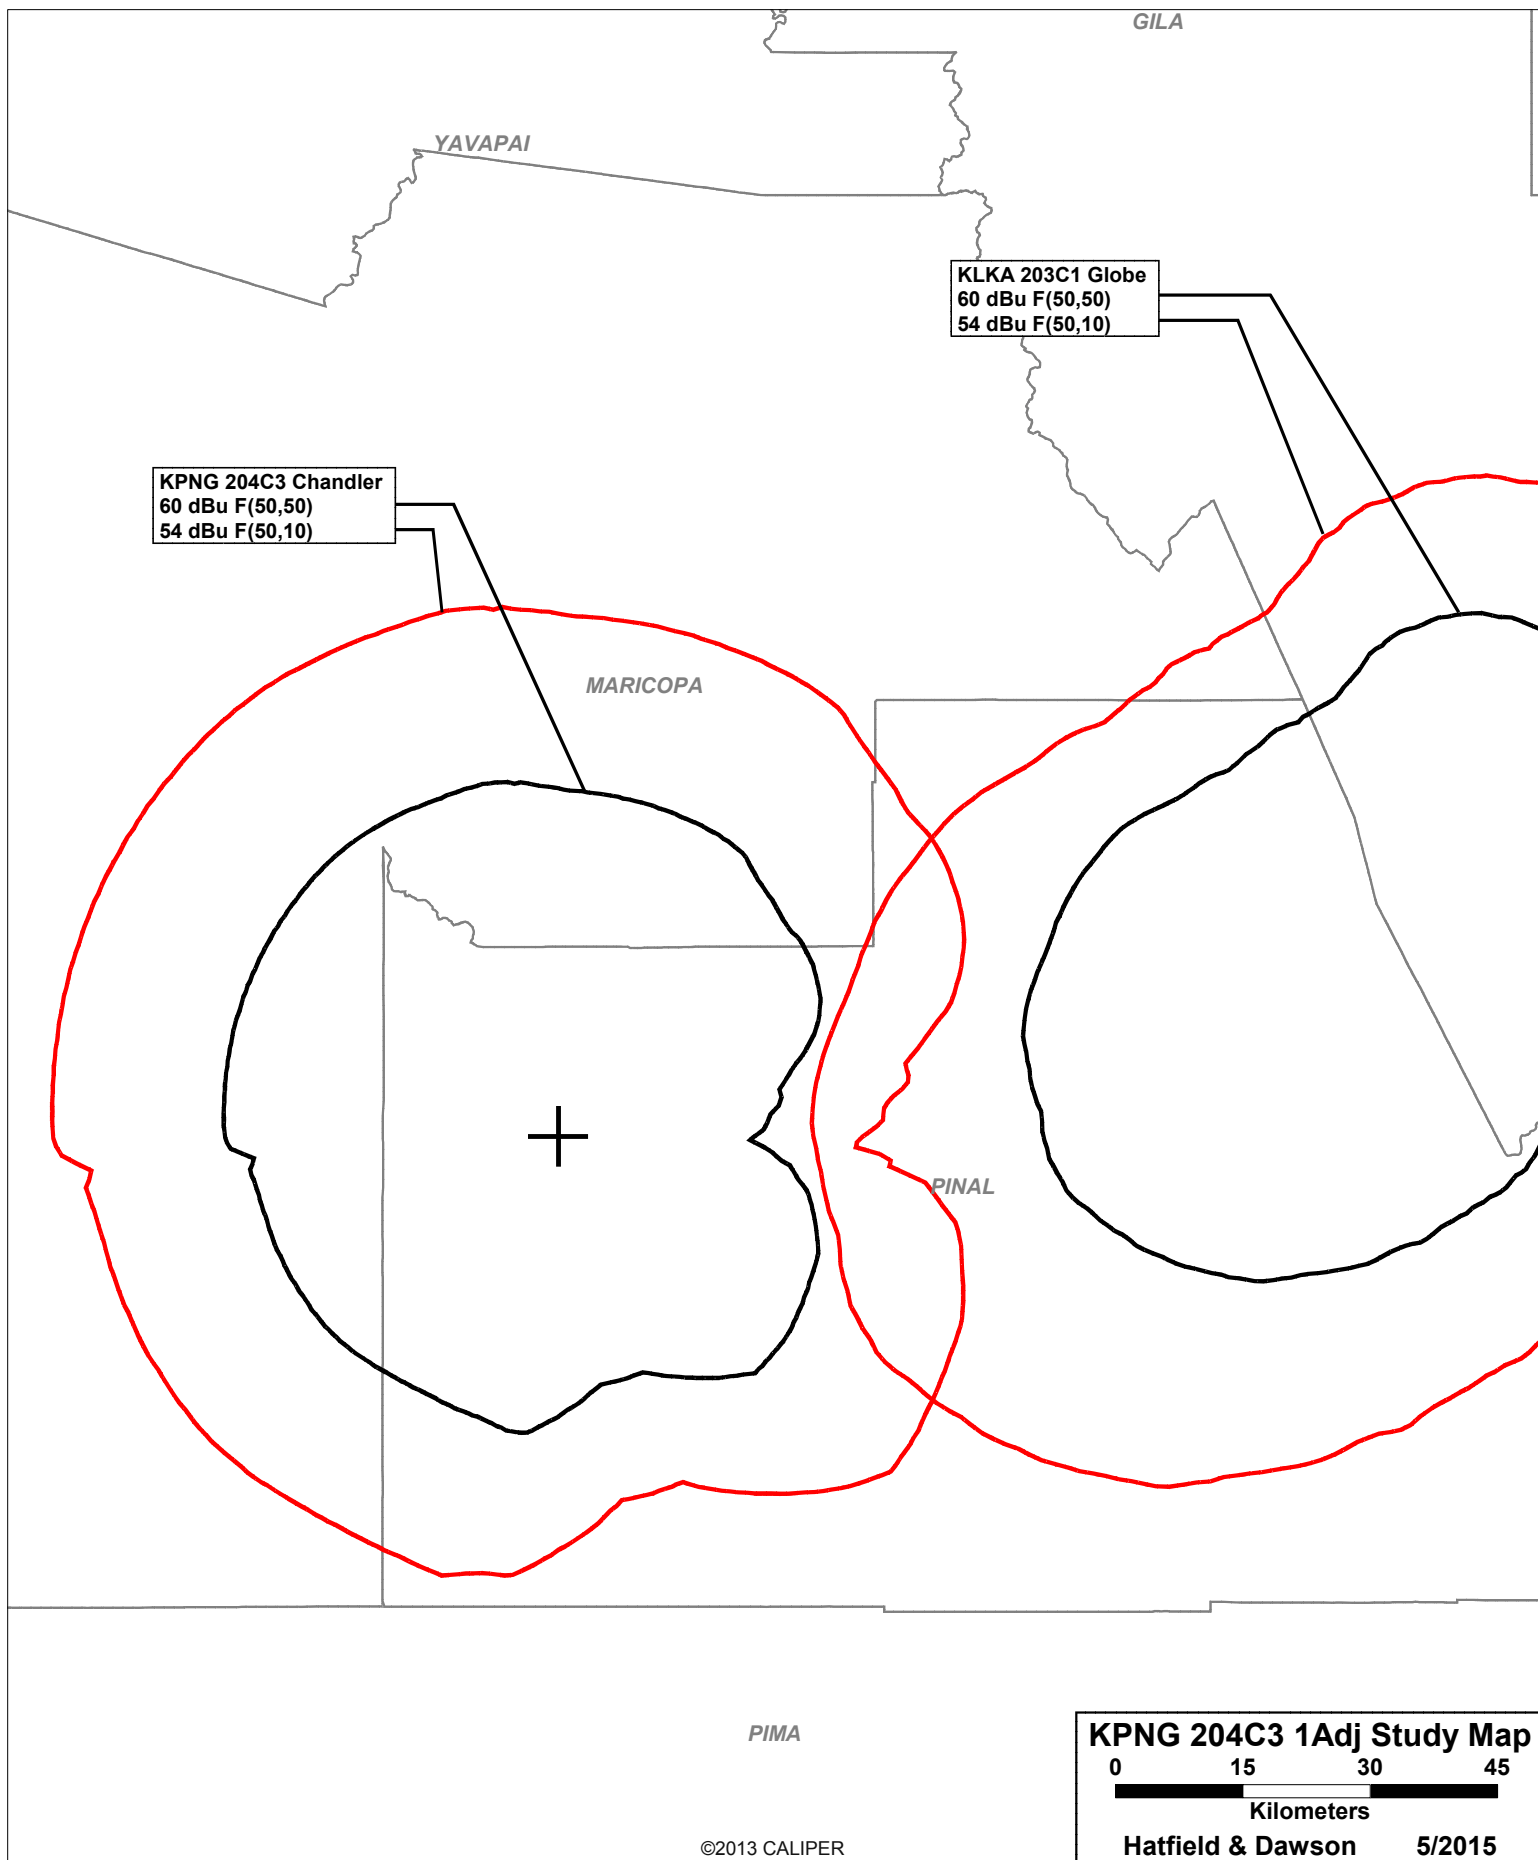 GILA
YAVAPAI
KLKA 203C1 Globe
60 dBu F(50,50)
54 dBu F(50,10)
KPNG 204C3 Chandler
60 dBu F(50,50)
54 dBu F(50,10)
MARICOPA
PINAL
PIMA
KPNG 204C3 1Adj Study Map
0 15 30 45
Kilometers
Hatfield & Dawson 5/2015
©2013 CALIPER